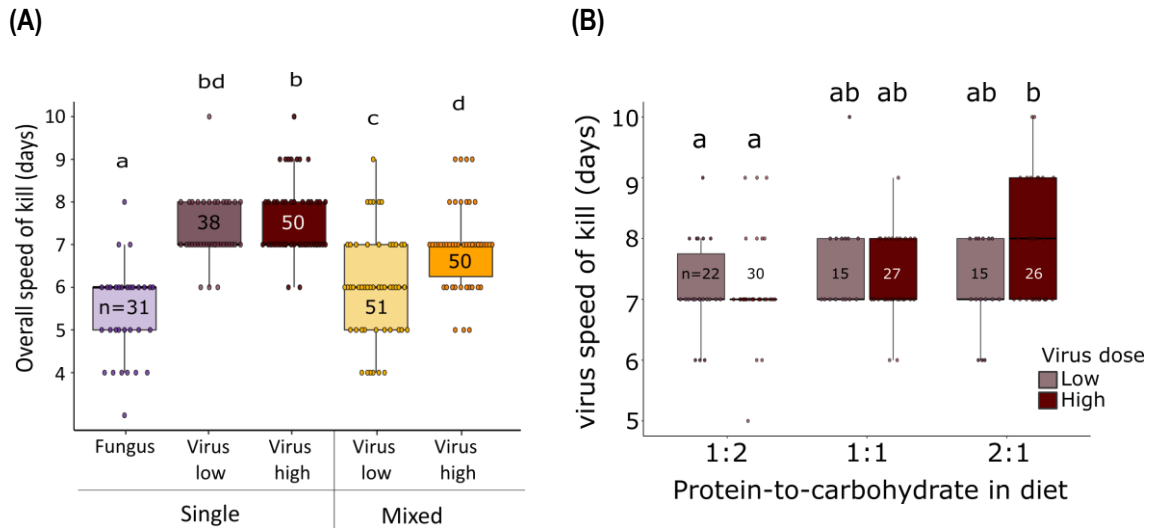 (A)
Overall speed of kill (days)
10
9
8
7
6
5
4
a
bd
b
c
d
n=31
38
50
51
50
Fungus
Virus low
Virus high
Virus low
Virus high
Single
Mixed
(B)
virus speed of kill (days)
10
9
8
7
6
5
a
a
ab
ab
ab
b
n=22
30
15
27
15
26
Virus dose
Low
High
1:2
1:1
2:1
Protein-to-carbohydrate in diet